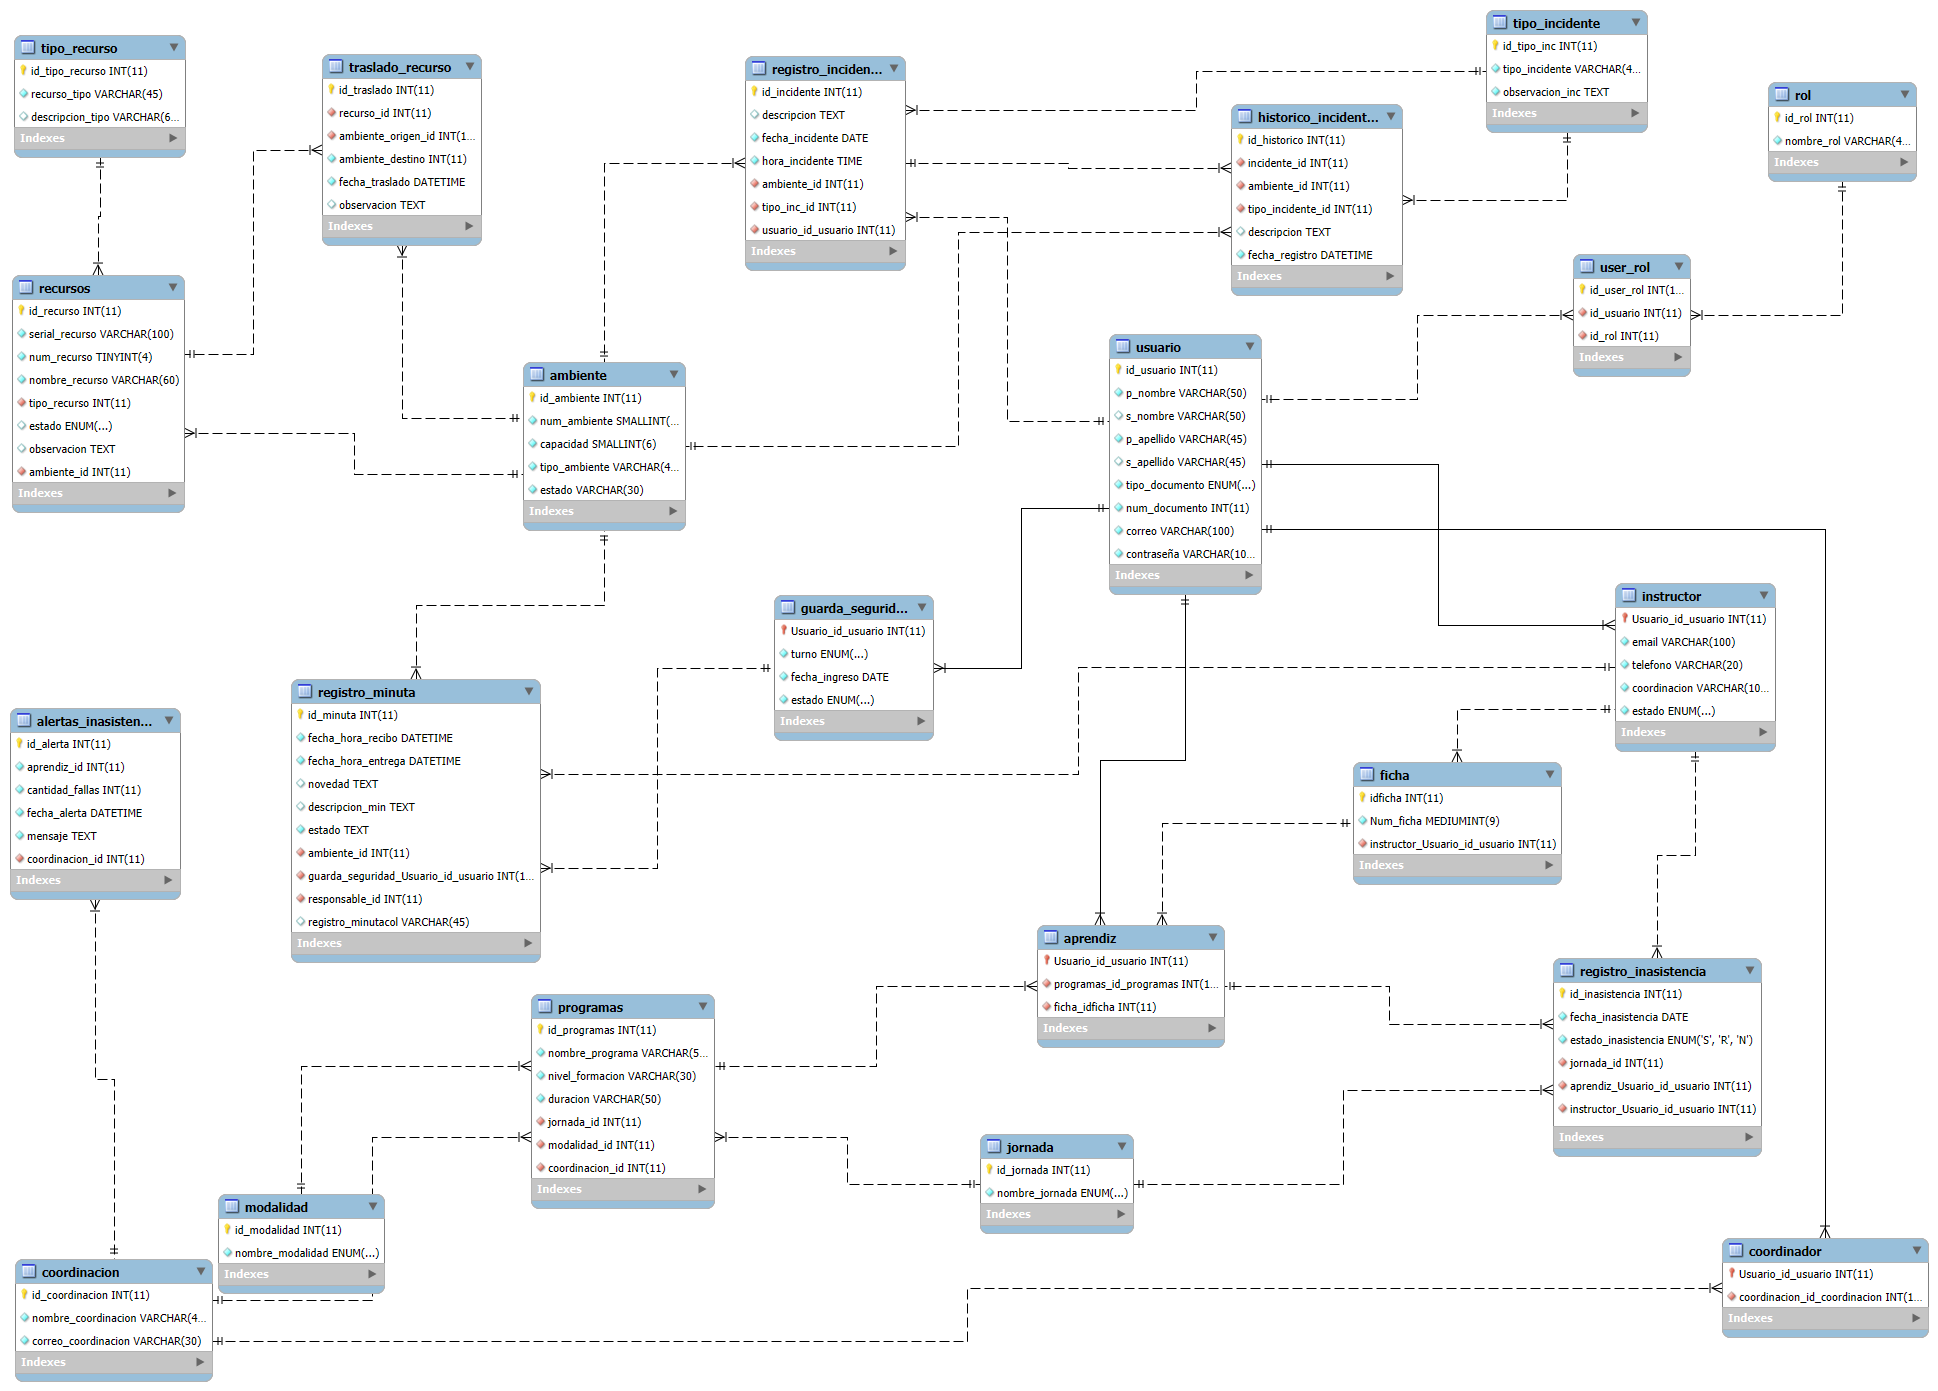 tipo_recurso
id_tipo_recurso INT(11)
recurso_tipo VARCHAR(45)
descripcion_tipo VARCHAR(6...
Indexes
traslado_recurso
id_traslado INT(11)
recurso_id INT(11)
ambiente_origen_id INT(1...
ambiente_destino INT(11)
fecha_traslado DATETIME
observacion TEXT
Indexes
registro_inciden...
id_incidente INT(11)
descripcion TEXT
fecha_incidente DATE
hora_incidente TIME
ambiente_id INT(11)
tipo_inc_id INT(11)
usuario_id_usuario INT(11)
Indexes
historico_incident...
id_historico INT(11)
incidente_id INT(11)
ambiente_id INT(11)
tipo_incidente_id INT(11)
descripcion TEXT
fecha_registro DATETIME
Indexes
tipo_incidente
id_tipo_inc INT(11)
tipo_incidente VARCHAR(4...
observacion_inc TEXT
Indexes
rol
id_rol INT(11)
nombre_rol VARCHAR(4...
Indexes
recursos
id_recurso INT(11)
serial_recurso VARCHAR(100)
num_recurso TINYINT(4)
nombre_recurso VARCHAR(60)
tipo_recurso INT(11)
estado ENUM(...)
observacion TEXT
ambiente_id INT(11)
Indexes
ambiente
id_ambiente INT(11)
num_ambiente SMALLINT(...
capacidad SMALLINT(6)
tipo_ambiente VARCHAR(4...
estado VARCHAR(30)
Indexes
usuario
id_usuario INT(11)
p_nombre VARCHAR(50)
s_nombre VARCHAR(50)
p_apellido VARCHAR(45)
s_apellido VARCHAR(45)
tipo_documento ENUM(...)
num_documento INT(11)
correo VARCHAR(100)
contraseña VARCHAR(10...
Indexes
user_rol
id_user_rol INT(1...
id_usuario INT(11)
id_rol INT(11)
Indexes
guarda_segurid...
Usuario_id_usuario INT(11)
turno ENUM(...)
fecha_ingreso DATE
estado ENUM(...)
Indexes
instructor
Usuario_id_usuario INT(11)
email VARCHAR(100)
telefono VARCHAR(20)
coordinacion VARCHAR(10...
estado ENUM(...)
Indexes
alertas_inasisten...
id_alerta INT(11)
aprendiz_id INT(11)
cantidad_fallas INT(11)
fecha_alerta DATETIME
mensaje TEXT
coordinacion_id INT(11)
Indexes
registro_minuta
id_minuta INT(11)
fecha_hora_recibo DATETIME
fecha_hora_entrega DATETIME
novedad TEXT
descripcion_min TEXT
estado TEXT
ambiente_id INT(11)
guarda_seguridad_Usuario_id_usuario INT(1...
responsable_id INT(11)
registro_minutacol VARCHAR(45)
Indexes
ficha
idficha INT(11)
Num_ficha MEDIUMINT(9)
instructor_Usuario_id_usuario INT(11)
Indexes
aprendiz
Usuario_id_usuario INT(11)
programas_id_programas INT(1...
ficha_idficha INT(11)
Indexes
registro_inasistencia
id_inasistencia INT(11)
fecha_inasistencia DATE
estado_inasistencia ENUM('S', 'R', 'N')
jornada_id INT(11)
aprendiz_Usuario_id_usuario INT(11)
instructor_Usuario_id_usuario INT(11)
Indexes
programas
id_programas INT(11)
nombre_programa VARCHAR(5...
nivel_formacion VARCHAR(30)
duracion VARCHAR(50)
jornada_id INT(11)
modalidad_id INT(11)
coordinacion_id INT(11)
Indexes
jornada
id_jornada INT(11)
nombre_jornada ENUM(...)
Indexes
modalidad
id_modalidad INT(11)
nombre_modalidad ENUM(...)
Indexes
coordinacion
id_coordinacion INT(11)
nombre_coordinacion VARCHAR(4...
correo_coordinacion VARCHAR(30)
Indexes
coordinador
Usuario_id_usuario INT(11)
coordinacion_id_coordinacion INT(1...
Indexes